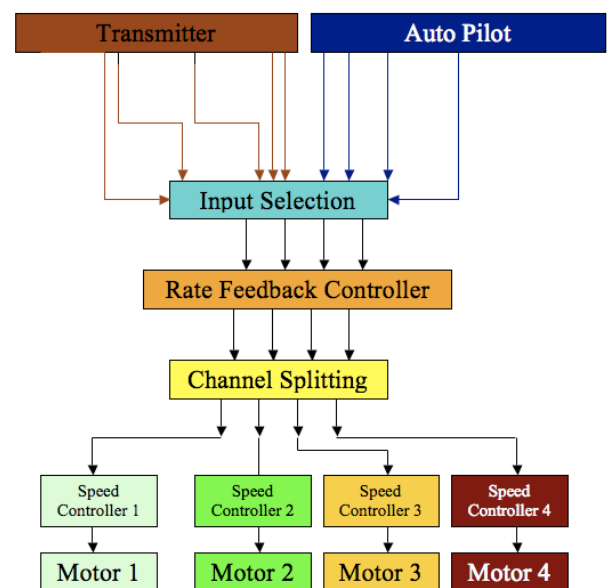 Transmitter
Auto Pilot
Input Selection
Rate Feedback Controller
Channel Splitting
Speed
Controller 1
Speed
Controller 2
Speed
Controller 3
Speed
Controller 4
Motor 1
Motor 2
Motor 3
Motor 4